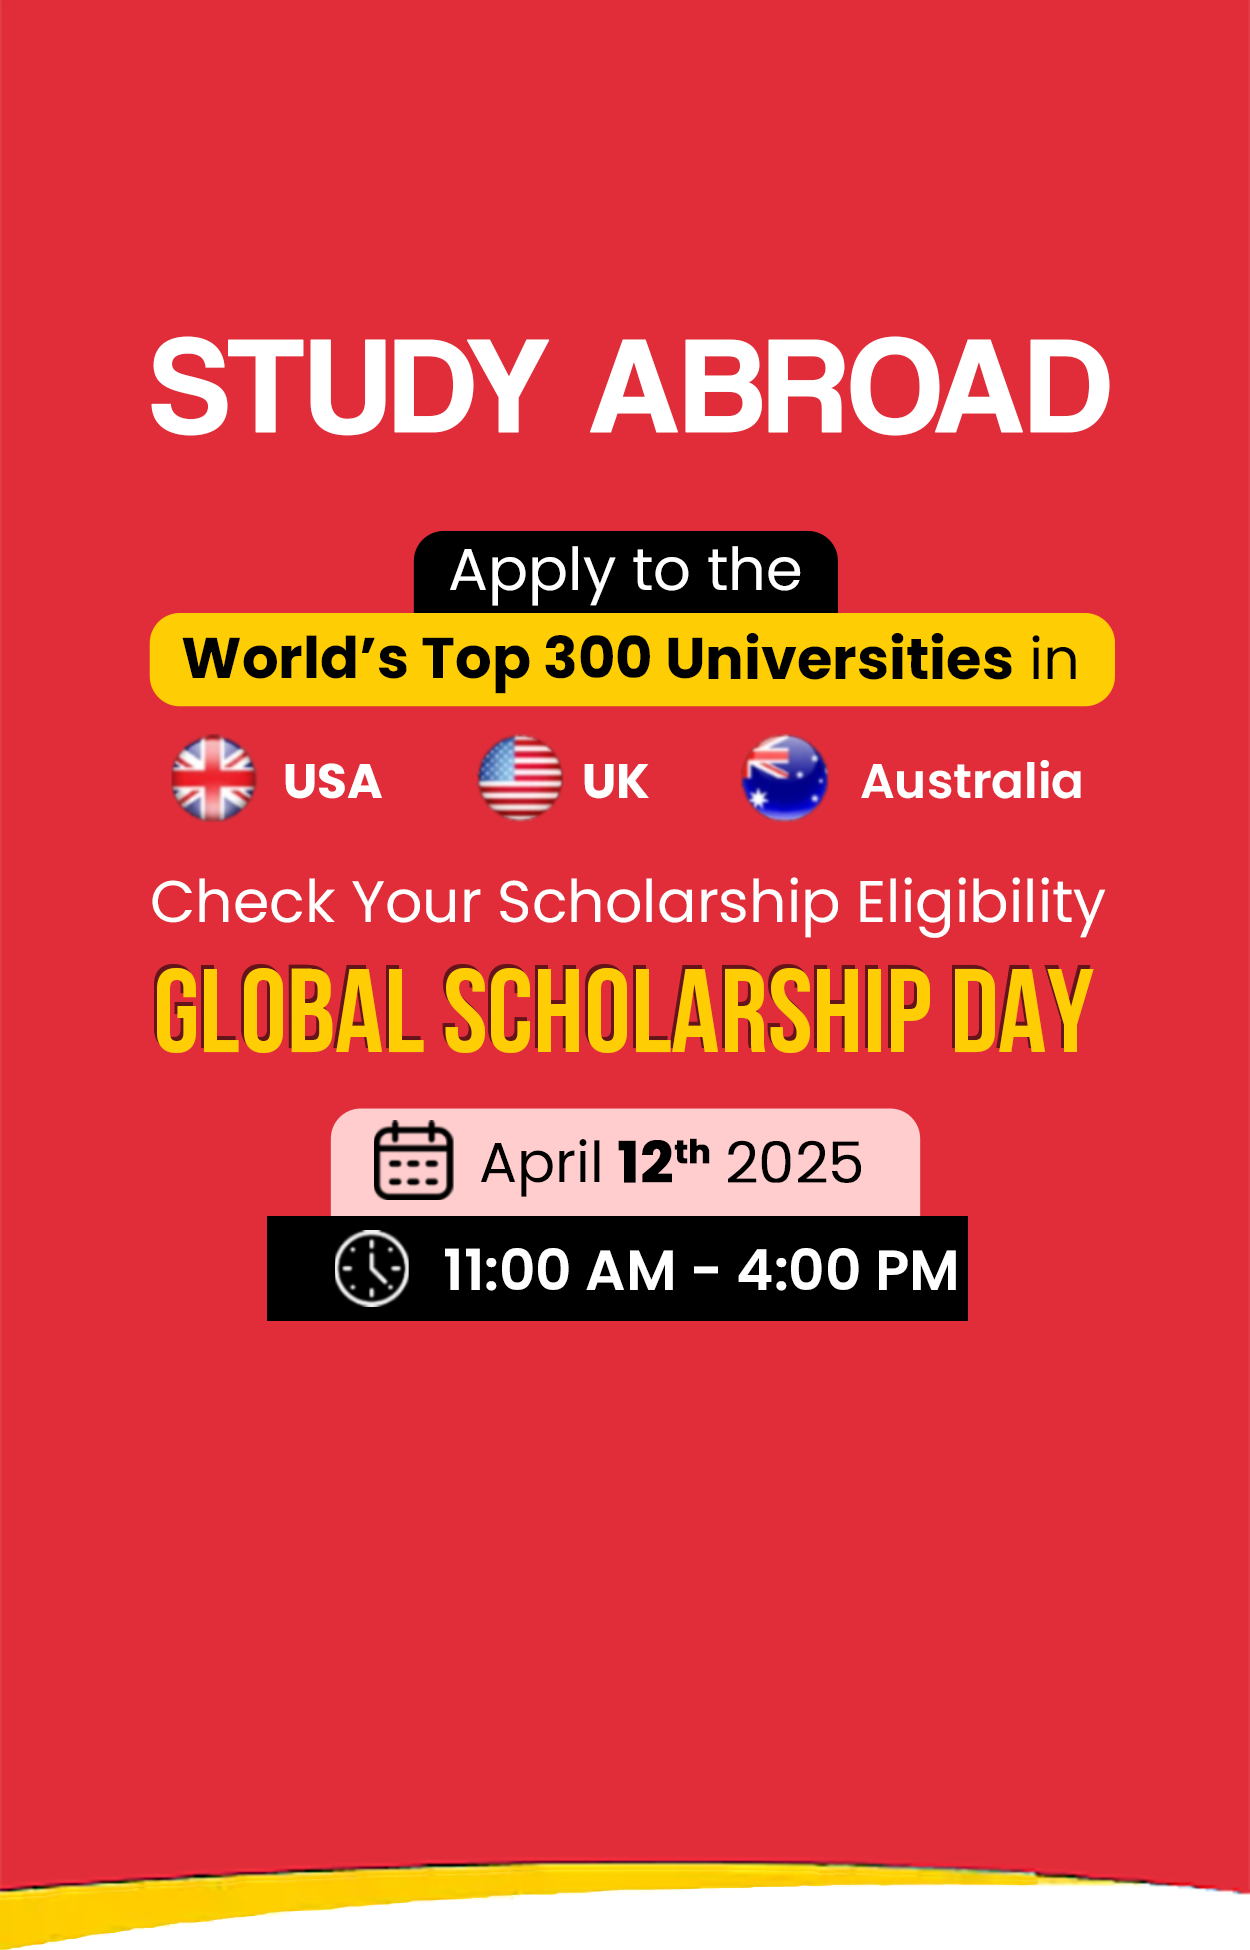 STUDY ABROAD
Apply to the
World’s Top 300 Universities in
USA UK Australia
Check Your Scholarship Eligibility
GLOBAL SCHOLARSHIP DAY
April 12th 2025
11:00 AM - 4:00 PM